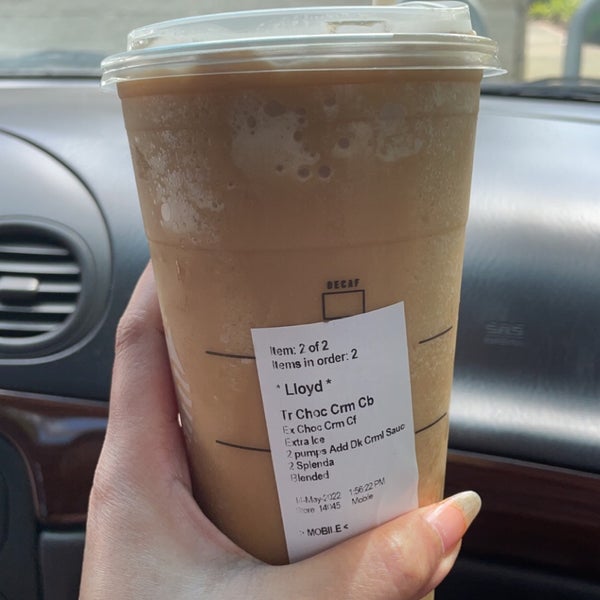 DECAF
Item: 2 of 2
Items in order: 2
* Lloyd *
Tr Choc Crm Cb
Ex Choc Crm Cf
Extra Ice
2 pumps Add Dk Crml Sauc
2 Splenda
Blended
14-May-2022 1:56:22 PM
Store 14045 Mobile
> MOBILE <
SRS